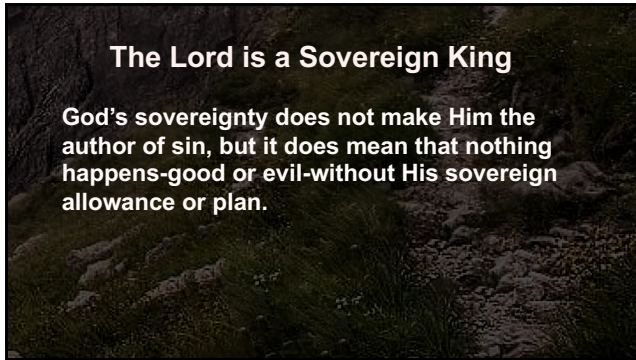 The Lord is a Sovereign King
God’s sovereignty does not make Him the
author of sin, but it does mean that nothing
happens-good or evil-without His sovereign
allowance or plan.